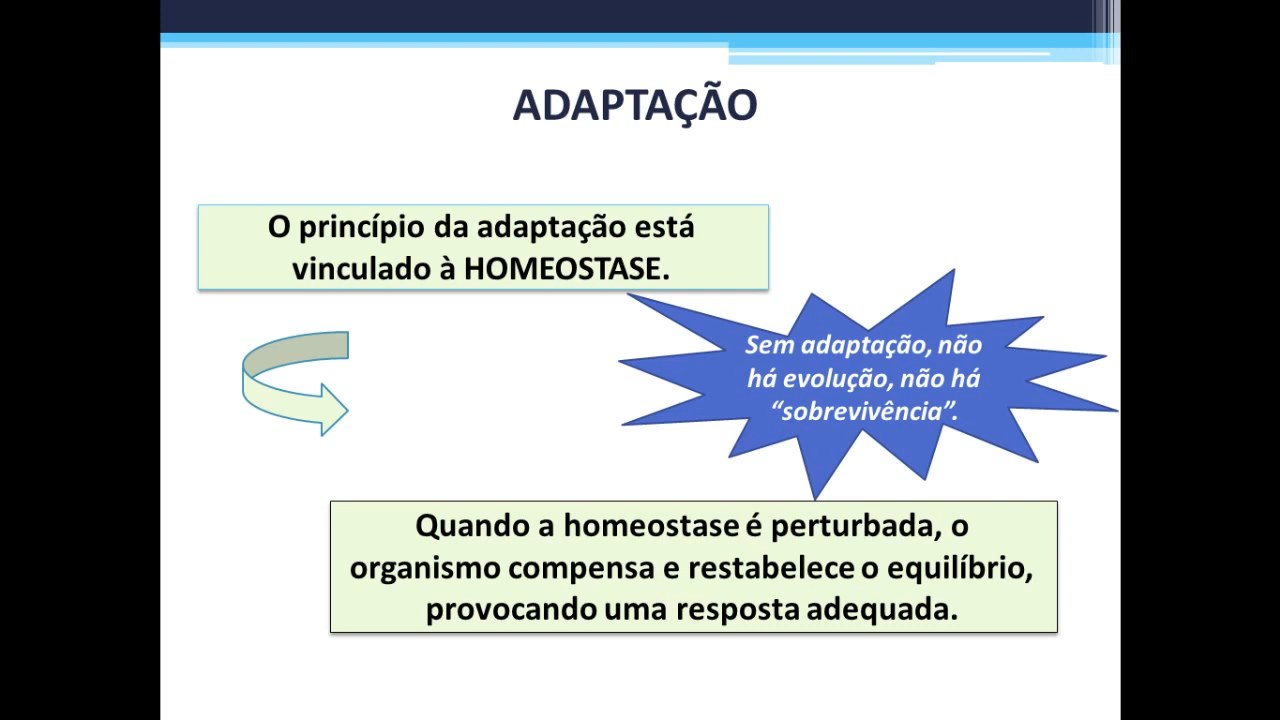 ADAPTAÇÃO
O princípio da adaptação está
vinculado à HOMEOSTASE.
Sem adaptação, não
há evolução, não há
“sobrevivência”.
Quando a homeostase é perturbada, o
organismo compensa e restabelece o equilíbrio,
provocando uma resposta adequada.